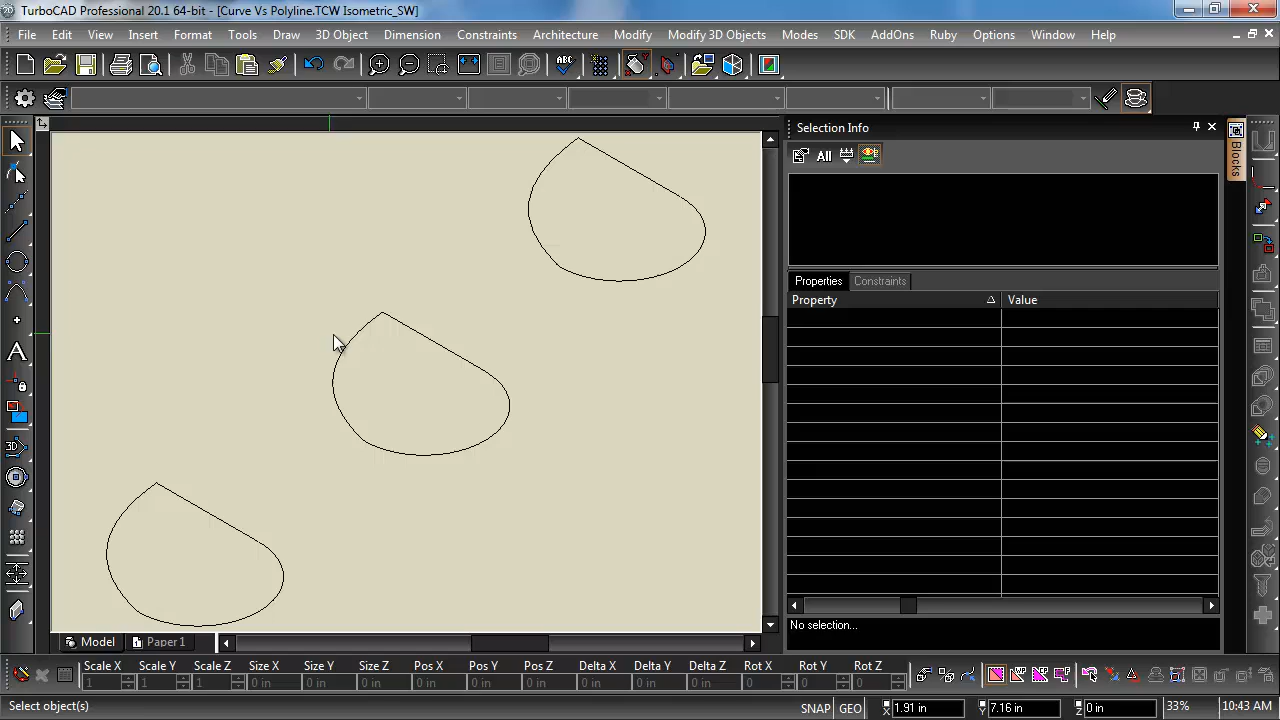 TurboCAD Professional 20.1 64-bit - [Curve Vs Polyline.TCW Isometric_SW]
File Edit View Insert Format Tools Draw 3D Object Dimension Constraints Architecture Modify Modify 3D Objects Modes SDK AddOns Ruby Options Window Help
ABC
Selection Info
Blocks
All
Properties Constraints
Property Value
A
3D
No selection...
Model Paper 1
Scale X Scale Y Scale Z Size X Size Y Size Z Pos X Pos Y Pos Z Delta X Delta Y Delta Z Rot X Rot Y Rot Z
1 1 1 0 in 0 in 0 in 0 in 0 in 0 in 0 in 0 in 0 in 0 0 0
Select object(s) SNAP GEO X 1.91 in Y 7.16 in Z 0 in 33% 10:43 AM